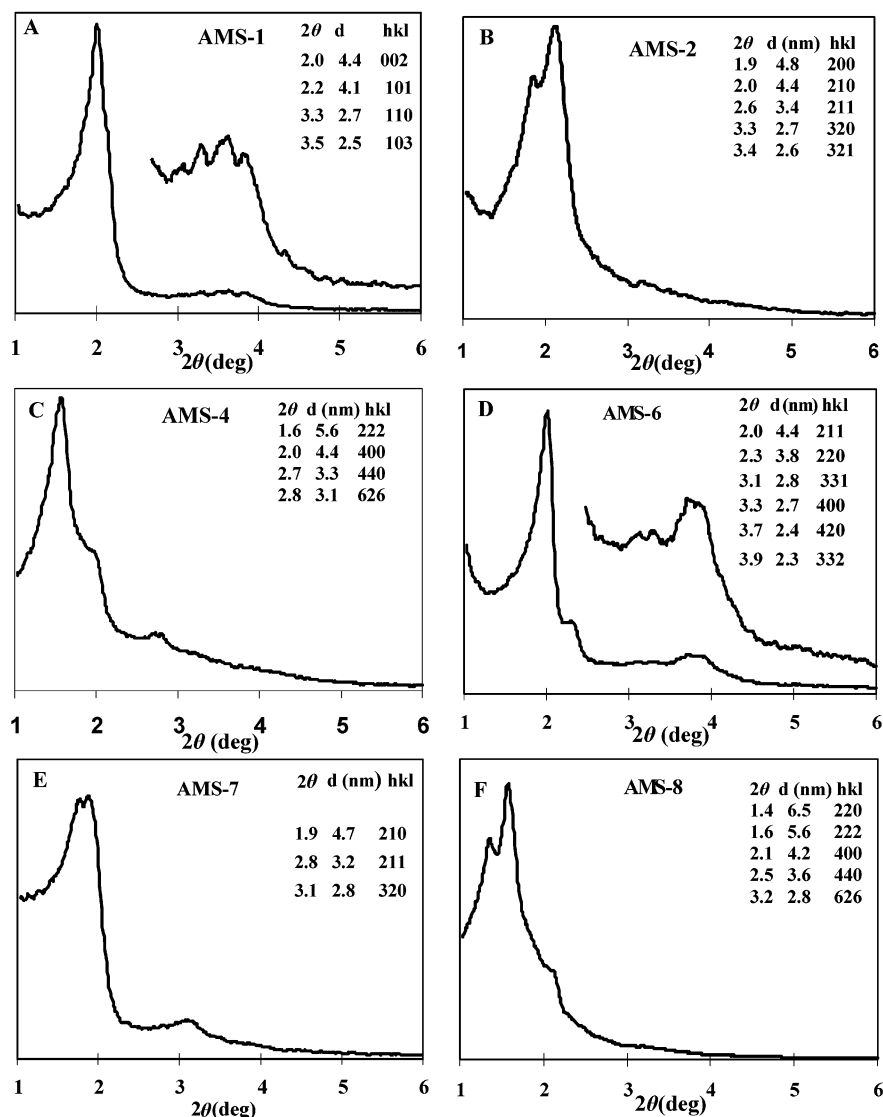 A
AMS-1
2θ d hkl
2.0 4.4 002
2.2 4.1 101
3.3 2.7 110
3.5 2.5 103
1 2 3 4 5 6
2θ(deg)
B
AMS-2
2θ d (nm) hkl
1.9 4.8 200
2.0 4.4 210
2.6 3.4 211
3.3 2.7 320
3.4 2.6 321
1 2 3 4 5 6
2θ(deg)
C
AMS-4
2θ d (nm) hkl
1.6 5.6 222
2.0 4.4 400
2.7 3.3 440
2.8 3.1 626
1 2 3 4 5 6
2θ (deg)
D
AMS-6
2θ d (nm) hkl
2.0 4.4 211
2.3 3.8 220
3.1 2.8 331
3.3 2.7 400
3.7 2.4 420
3.9 2.3 332
1 2 3 4 5 6
2θ (deg)
E
AMS-7
2θ d (nm) hkl
1.9 4.7 210
2.8 3.2 211
3.1 2.8 320
1 2 3 4 5 6
2θ(deg)
F
AMS-8
2θ d (nm) hkl
1.4 6.5 220
1.6 5.6 222
2.1 4.2 400
2.5 3.6 440
3.2 2.8 626
1 2 3 4 5 6
2θ(deg)